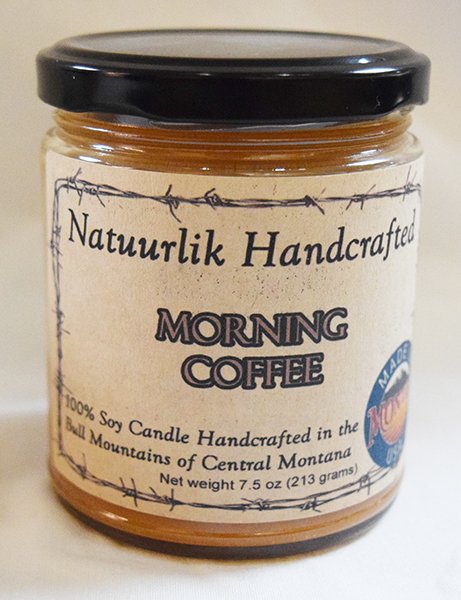 Natuurlik Handcrafted
MORNING
COFFEE
100% Soy Candle Handcrafted in the
Bull Mountains of Central Montana
Net weight 7.5 oz (213 grams)
MADE
USA